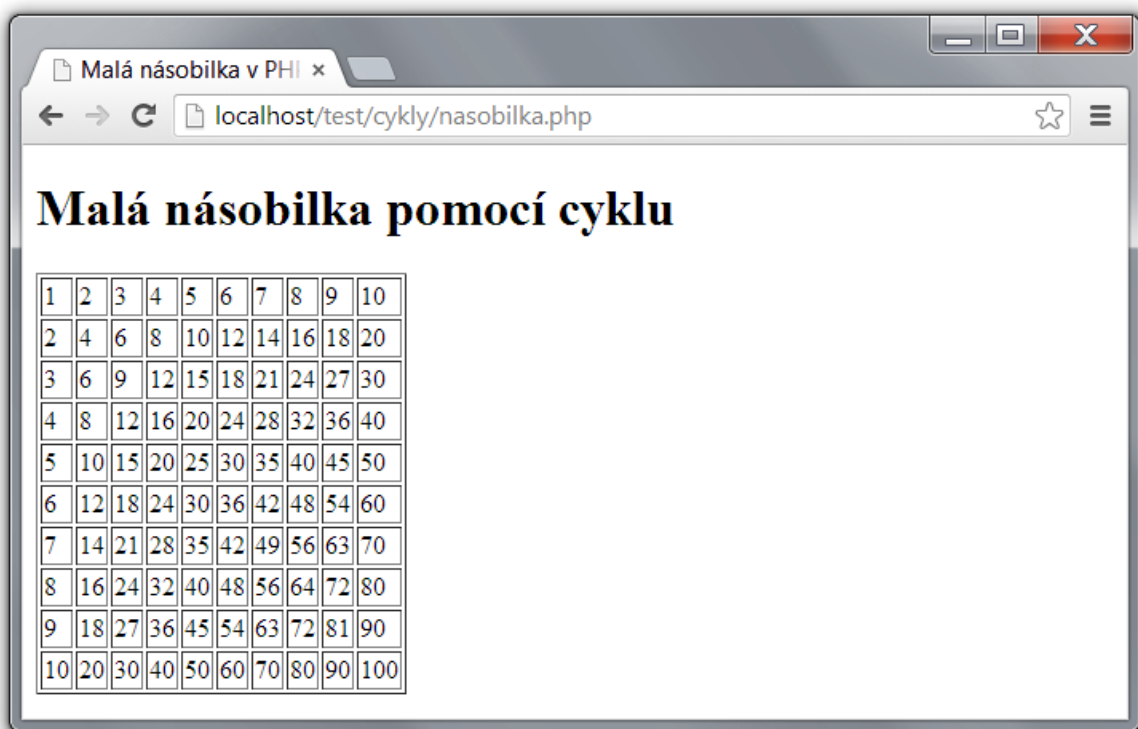 Malá násobilka v PH
localhost/test/cykly/nasobilka.php
Malá násobilka pomocí cyklu
1 2 3 4 5 6 7 8 9 10
2 4 6 8 10 12 14 16 18 20
3 6 9 12 15 18 21 24 27 30
4 8 12 16 20 24 28 32 36 40
5 10 15 20 25 30 35 40 45 50
6 12 18 24 30 36 42 48 54 60
7 14 21 28 35 42 49 56 63 70
8 16 24 32 40 48 56 64 72 80
9 18 27 36 45 54 63 72 81 90
10 20 30 40 50 60 70 80 90 100